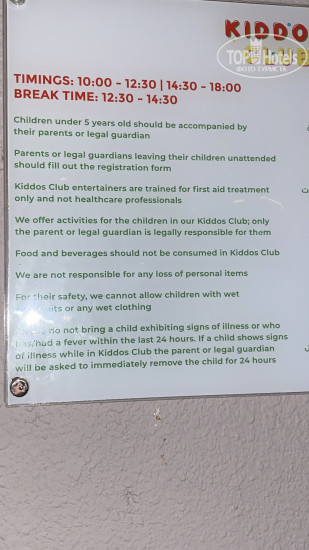 KIDDO
TOP Hotels
TIMINGS: 10:00 - 12:30 | 14:30 - 18:00
BREAK TIME: 12:30 - 14:30
Children under 5 years old should be accompanied by
their parents or legal guardian
Parents or legal guardians leaving their children unattended
should fill out the registration form
Kiddos Club entertainers are trained for first aid treatment
only and not healthcare professionals
We offer activities for the children in our Kiddos Club; only
the parent or legal guardian is legally responsible for them
Food and beverages should not be consumed in Kiddos Club
We are not responsible for any loss of personal items
For their safety, we cannot allow children with wet
or any wet clothing
do not bring a child exhibiting signs of illness or who
has/had a fever within the last 24 hours. If a child shows signs
of illness while in Kiddos Club the parent or legal guardian
will be asked to immediately remove the child for 24 hours